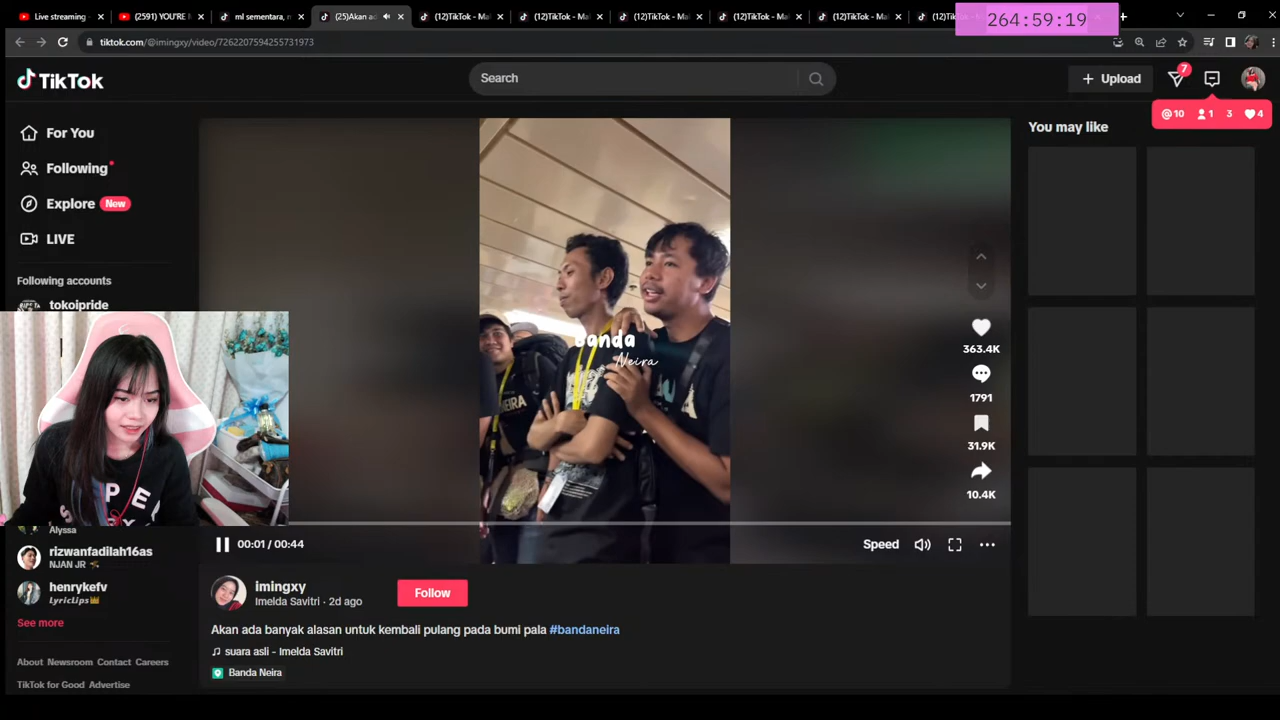 Live streaming
(2591) YOU'RE M
ml sementara, n
(25)Akan ad
(12)TikTok - Ma
(12)TikTok - Ma
(12)TikTok - Ma
(12)TikTok - Ma
(12)TikTok - Ma
264:59:19
tiktok.com/@imingxy/video/7262207594255731973
TikTok
Search
Upload
7
10 1 3 4
For You
Following
Explore New
LIVE
Following accounts
tokoipride
Alyssa
rizwanfadilah16as
NJAN JR
henrykefv
LyricLips
See more
About Newsroom Contact Careers
TikTok for Good Advertise
You may like
Banda
Neira
NEIRA
363.4K
1791
31.9K
10.4K
00:01 / 00:44
Speed
imingxy
Imelda Savitri · 2d ago
Follow
Akan ada banyak alasan untuk kembali pulang pada bumi pala #bandaneira
suara asli - Imelda Savitri
Banda Neira